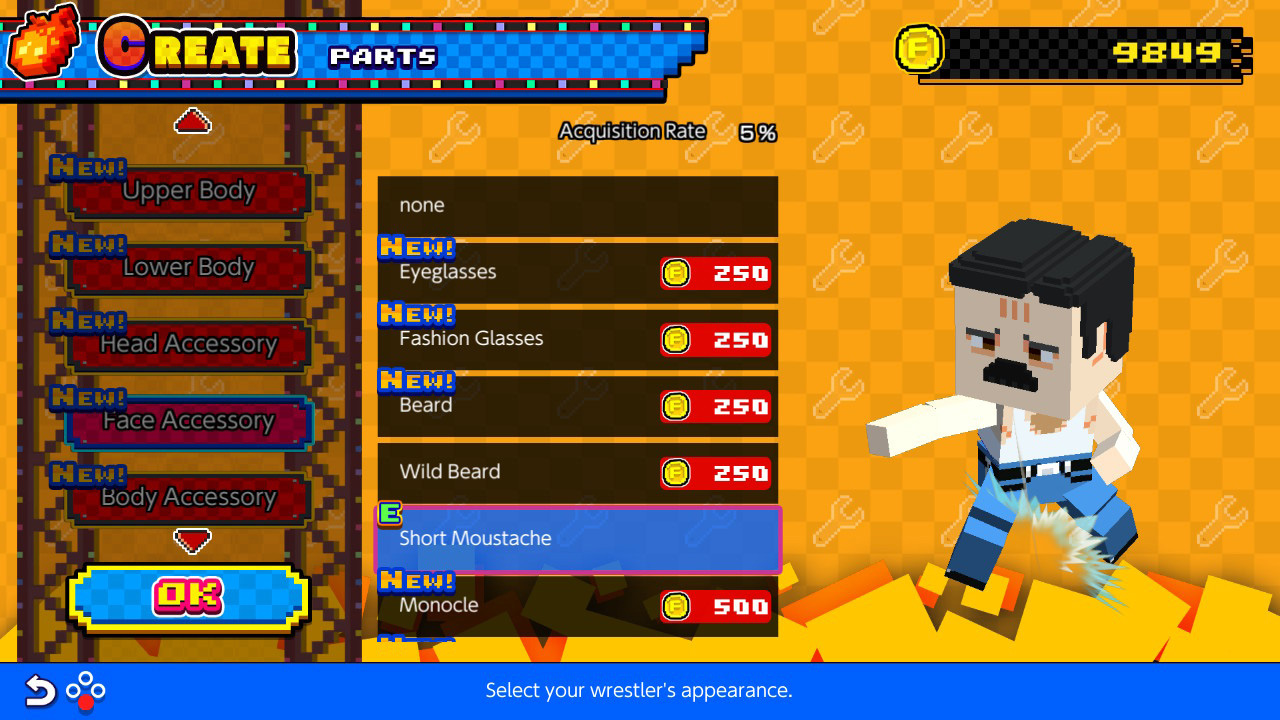 CREATE PARTS
F 9849
Acquisition Rate 5%
New!
Upper Body
New!
Lower Body
New!
Head Accessory
New!
Face Accessory
New!
Body Accessory
OK
none
New!
Eyeglasses F 250
New!
Fashion Glasses F 250
New!
Beard F 250
Wild Beard F 250
E
Short Moustache
New!
Monocle F 500
Select your wrestler's appearance.